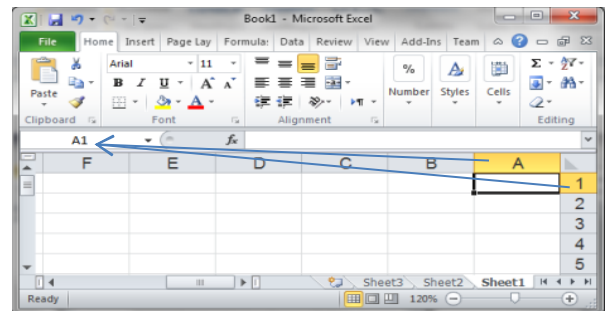 Book1 - Microsoft Excel
File Home Insert Page Lay Formula: Data Review View Add-Ins Team
Paste
Arial 11
B I U A A
A
%
Number Styles Cells
Σ
Clipboard Font Alignment Editing
A1 fx
F E D C B A
1
2
3
4
5
Sheet3 Sheet2 Sheet1
Ready 120%